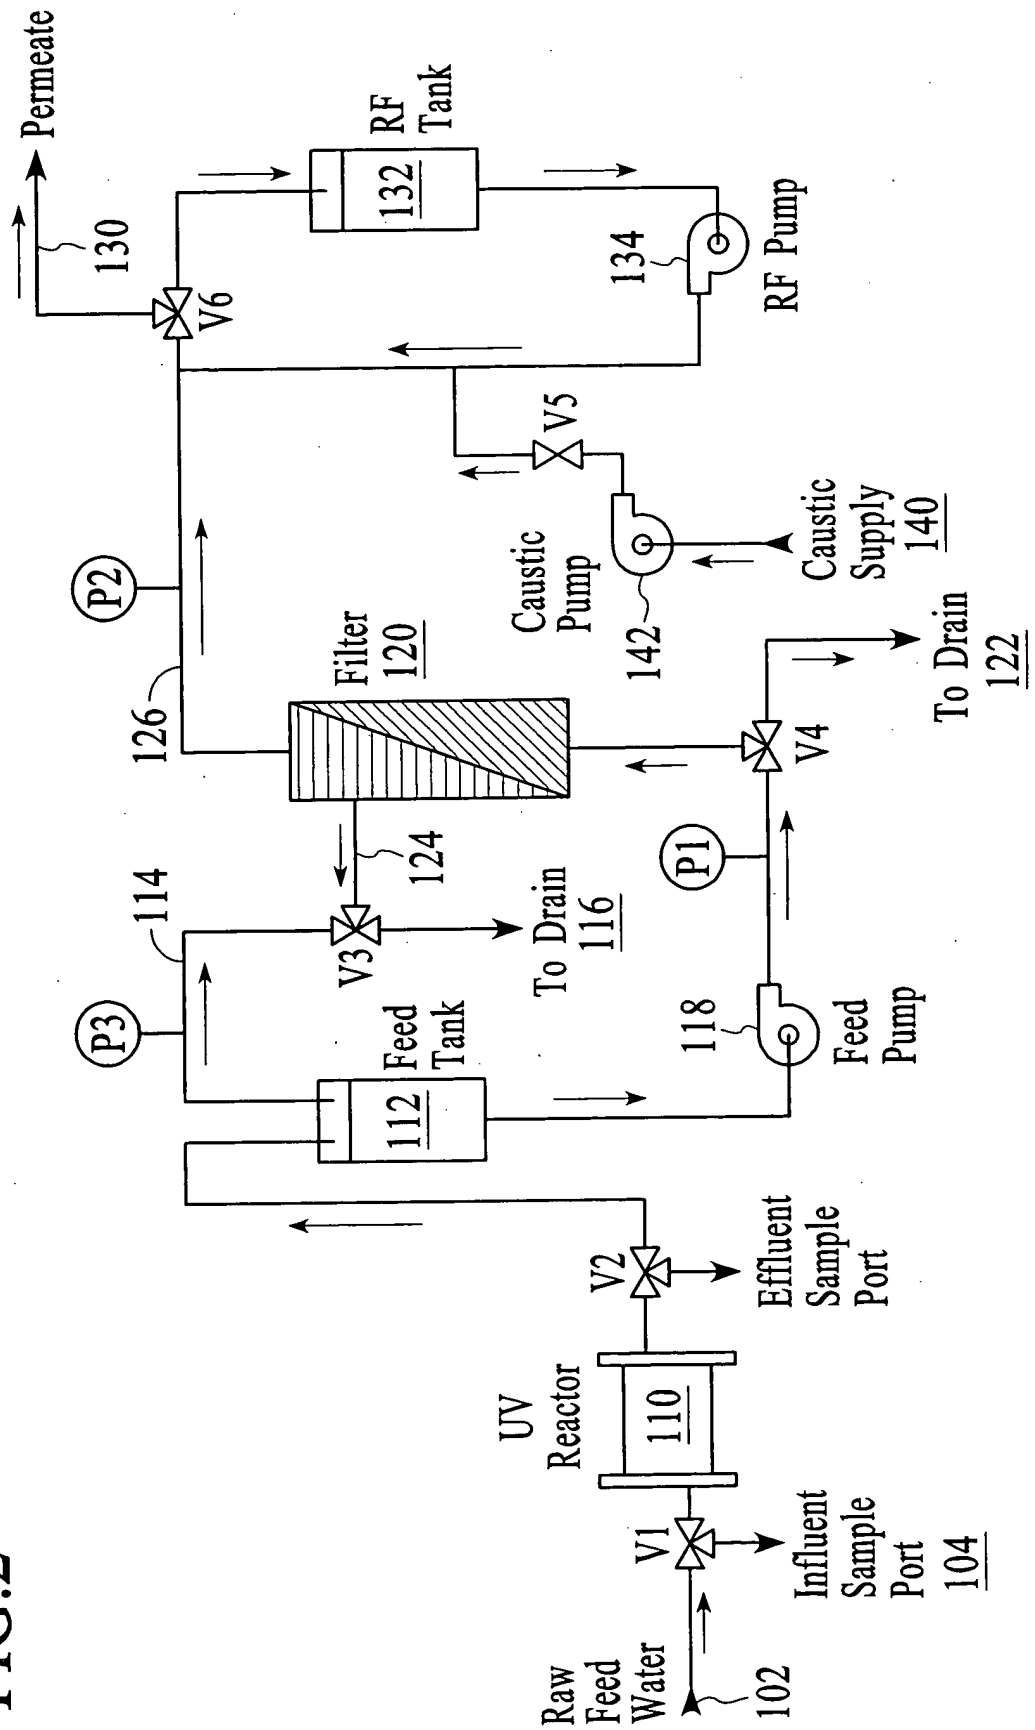 FIG.2
Raw
Feed
Water
102
V1
Influent
Sample
Port
104
UV
Reactor
110
V2
Effluent
Sample
Port
P3
114
112
Feed
Tank
118
Feed
Pump
V3
To Drain
116
124
P1
V4
To Drain
122
Filter
120
126
P2
Caustic
Pump
142
Caustic
Supply
140
V5
V6
130
Permeate
132
RF
Tank
134
RF Pump